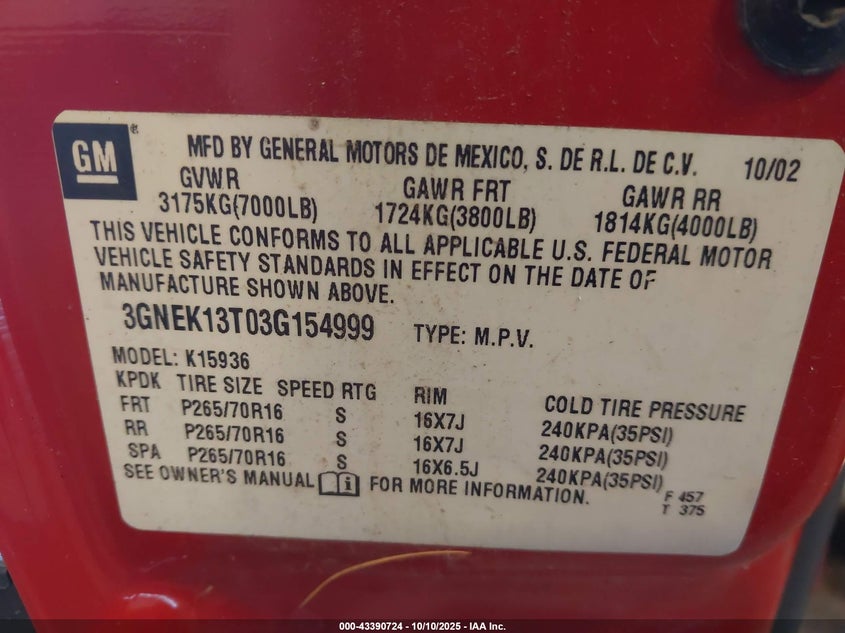 GM®
MFD BY GENERAL MOTORS DE MEXICO, S. DE R.L. DE C.V. 10/02
GVWR GAWR FRT GAWR RR
3175KG(7000LB) 1724KG(3800LB) 1814KG(4000LB)
THIS VEHICLE CONFORMS TO ALL APPLICABLE U.S. FEDERAL MOTOR
VEHICLE SAFETY STANDARDS IN EFFECT ON THE DATE OF
MANUFACTURE SHOWN ABOVE.
3GNEK13T03G154999 TYPE: M.P.V.
MODEL: K15936
KPDK TIRE SIZE SPEED RTG RIM COLD TIRE PRESSURE
FRT P265/70R16 S 16X7J 240KPA(35PSI)
RR P265/70R16 S 16X7J 240KPA(35PSI)
SPA P265/70R16 S 16X6.5J 240KPA(35PSI)
SEE OWNER'S MANUAL FOR MORE INFORMATION.
F 457
T 375
000-43390724 - 10/10/2025 - IAA Inc.